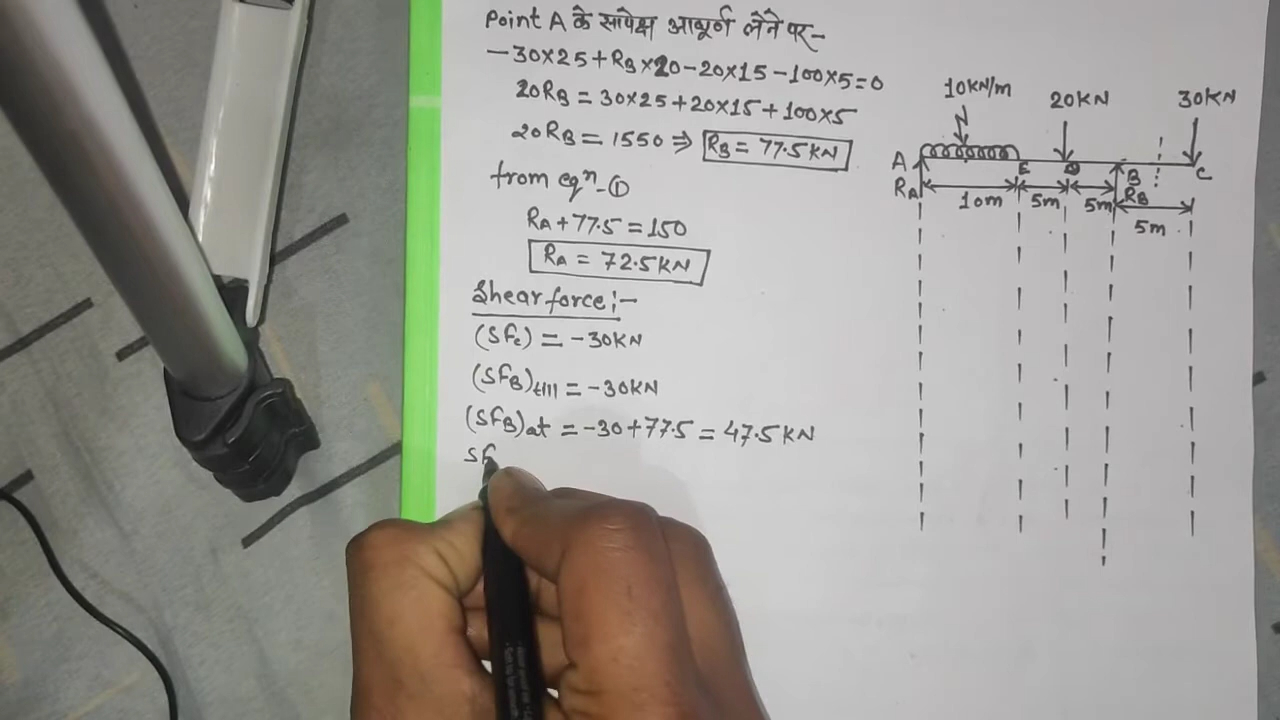 Point A के सापेक्ष आघूर्ण लेने पर-
-30×25+RB×20-20×15-100×5=0
20RB = 30×25+20×15+100×5
20RB = 1550 ⇒ RB = 77.5KN
from eqn-①
RA+77.5 = 150
RA = 72.5KN
Shear force :-
(SFc) = -30KN
(SFB)till = -30KN
(SFB)at = -30+77.5 = 47.5KN
SF
10KN/m 20KN 30KN
A E D B C
RA 10m 5m 5m RB
5m